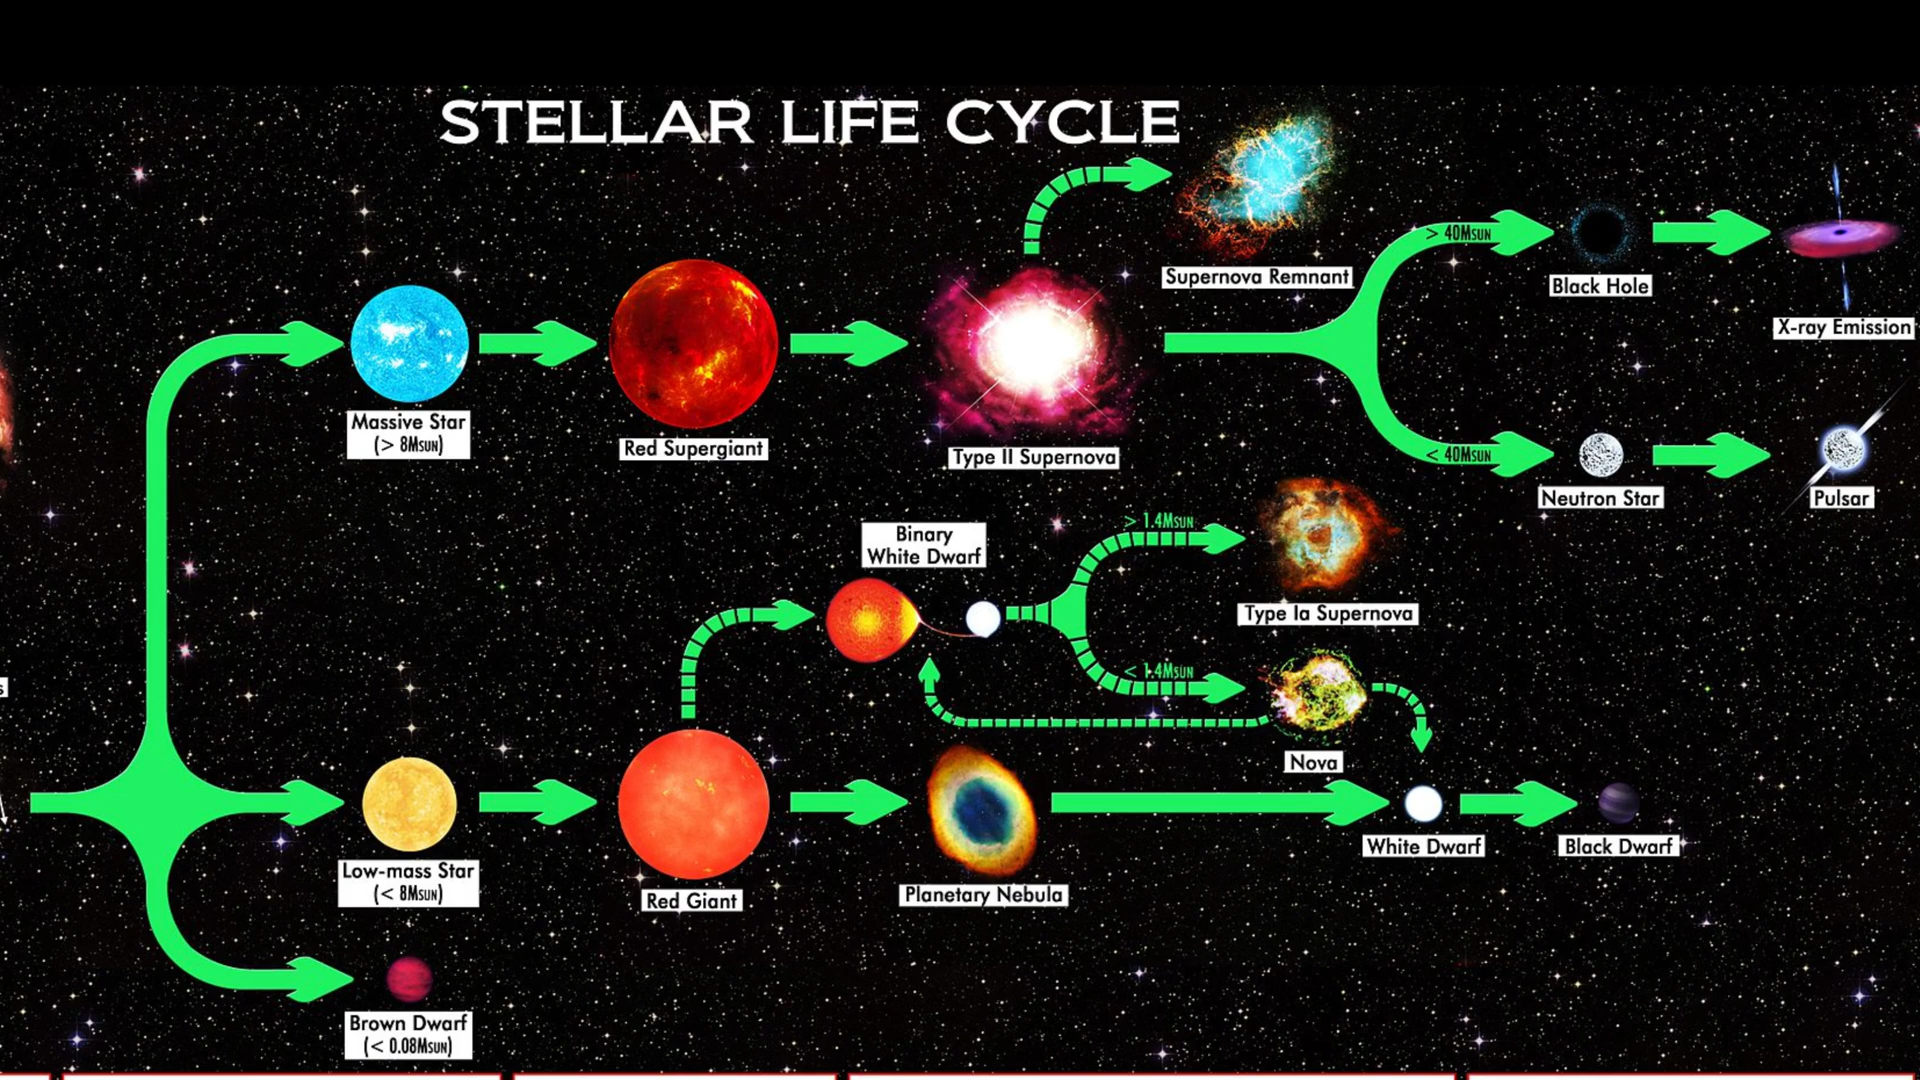 STELLAR LIFE CYCLE
Supernova Remnant
> 40MSUN
Black Hole
X-ray Emission
Massive Star
(> 8MSUN)
Red Supergiant
Type II Supernova
< 40MSUN
Neutron Star
Pulsar
Binary
White Dwarf
> 1.4MSUN
Type Ia Supernova
< 1.4MSUN
Nova
Low-mass Star
(< 8MSUN)
Red Giant
Planetary Nebula
White Dwarf
Black Dwarf
Brown Dwarf
(< 0.08MSUN)